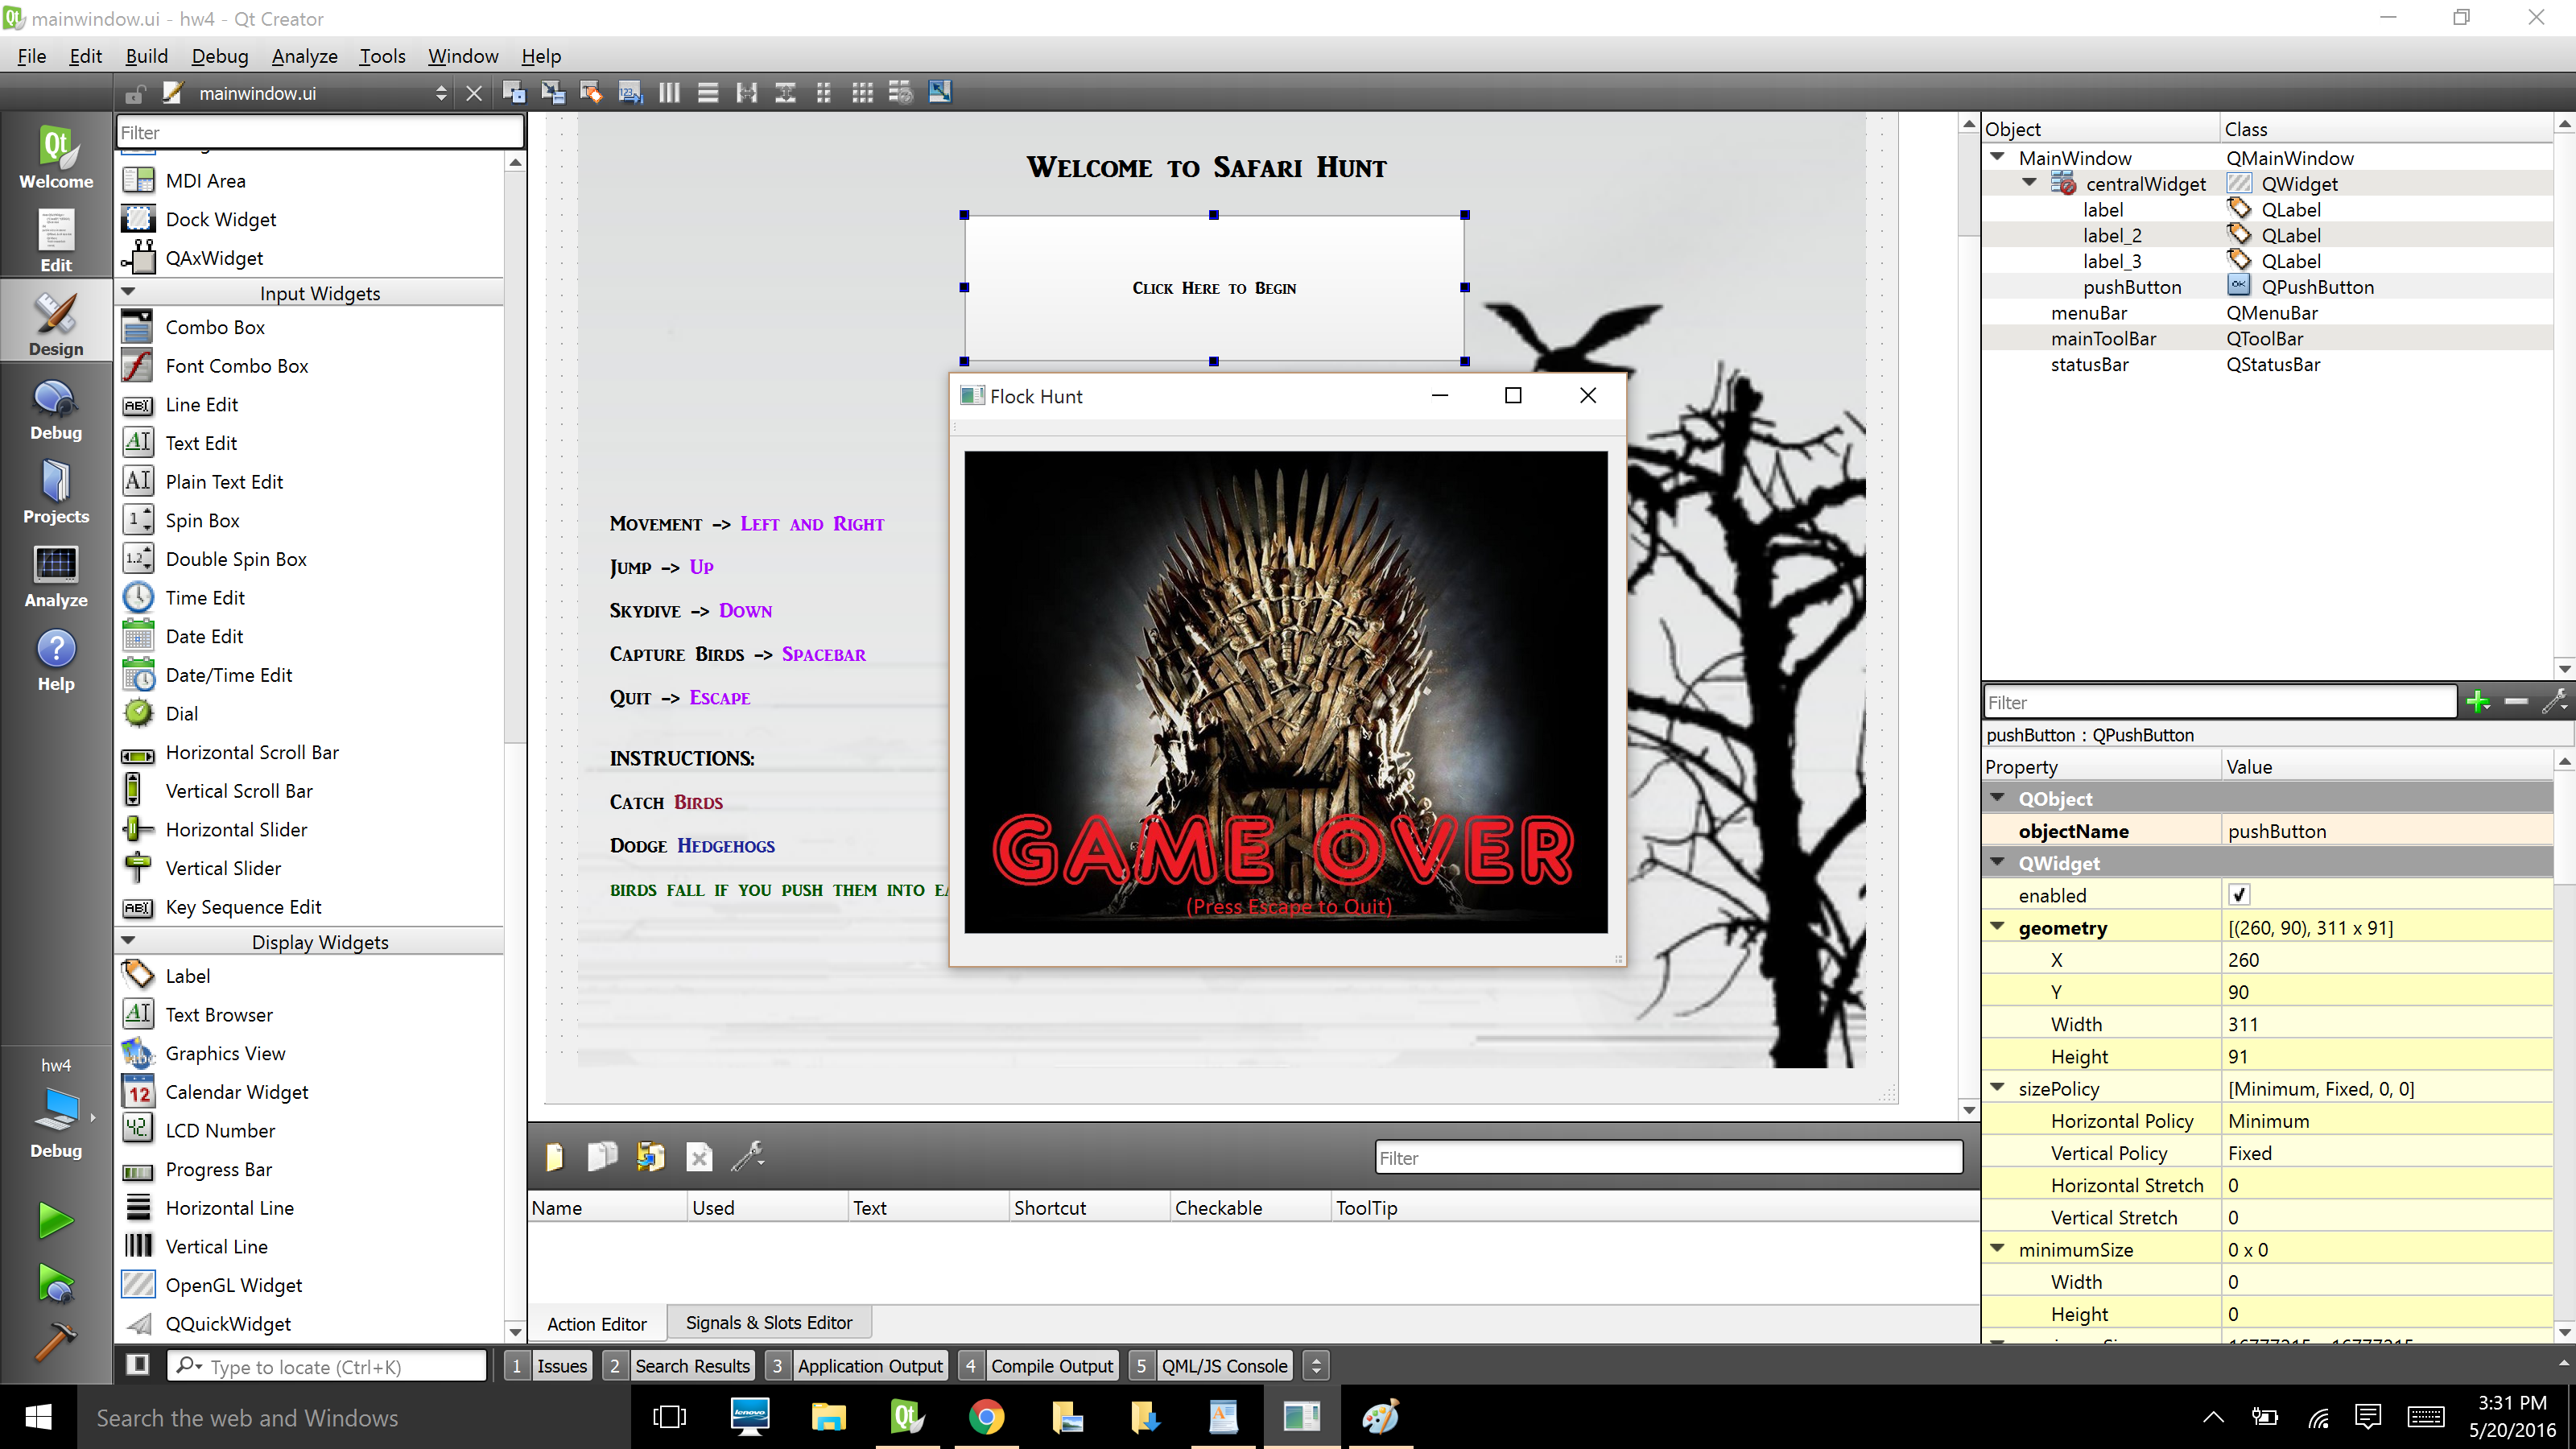 mainwindow.ui - hw4 - Qt Creator
File Edit Build Debug Analyze Tools Window Help
mainwindow.ui
Filter
MDI Area
Dock Widget
QAxWidget
Input Widgets
Combo Box
Font Combo Box
Line Edit
Text Edit
Plain Text Edit
Spin Box
Double Spin Box
Time Edit
Date Edit
Date/Time Edit
Dial
Horizontal Scroll Bar
Vertical Scroll Bar
Horizontal Slider
Vertical Slider
Key Sequence Edit
Display Widgets
Label
Text Browser
Graphics View
Calendar Widget
LCD Number
Progress Bar
Horizontal Line
Vertical Line
OpenGL Widget
QQuickWidget
Welcome
Edit
Design
Debug
Projects
Analyze
Help
hw4
Debug
Welcome to Safari Hunt
Click Here to Begin
Movement -> Left and Right
Jump -> Up
Skydive -> Down
Capture Birds -> Spacebar
Quit -> Escape
INSTRUCTIONS:
Catch Birds
Dodge Hedgehogs
BIRDS FALL IF YOU PUSH THEM INTO
Flock Hunt
GAME OVER
(Press Escape to Quit)
Filter
Name Used Text Shortcut Checkable ToolTip
Action Editor Signals & Slots Editor
Object Class
MainWindow QMainWindow
centralWidget QWidget
label QLabel
label_2 QLabel
label_3 QLabel
pushButton QPushButton
menuBar QMenuBar
mainToolBar QToolBar
statusBar QStatusBar
Filter
pushButton : QPushButton
Property Value
QObject
objectName pushButton
QWidget
enabled
geometry [(260, 90), 311 x 91]
X 260
Y 90
Width 311
Height 91
sizePolicy [Minimum, Fixed, 0, 0]
Horizontal Policy Minimum
Vertical Policy Fixed
Horizontal Stretch 0
Vertical Stretch 0
minimumSize 0 x 0
Width 0
Height 0
Type to locate (Ctrl+K)
1 Issues 2 Search Results 3 Application Output 4 Compile Output 5 QML/JS Console
Search the web and Windows
lenovo
3:31 PM
5/20/2016